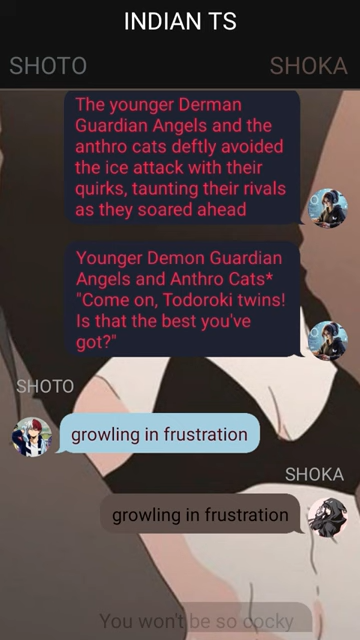 INDIAN TS
SHOTO SHOKA
The younger Derman
Guardian Angels and the
anthro cats deftly avoided
the ice attack with their
quirks, taunting their rivals
as they soared ahead
Younger Demon Guardian
Angels and Anthro Cats*
"Come on, Todoroki twins!
Is that the best you've
got?"
SHOTO
growling in frustration
SHOKA
growling in frustration
You won't be so cocky